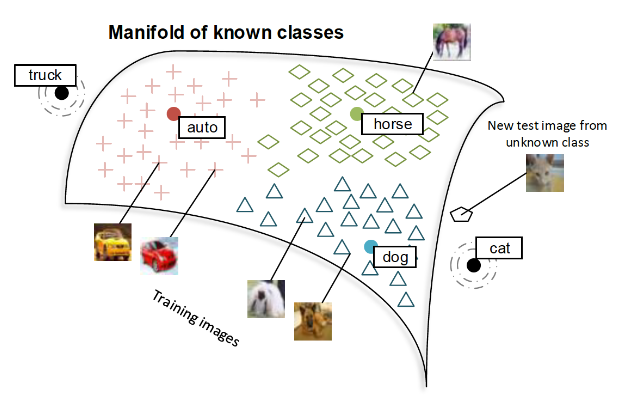 Manifold of known classes
truck
auto
horse
New test image from
unknown class
dog
cat
Training images